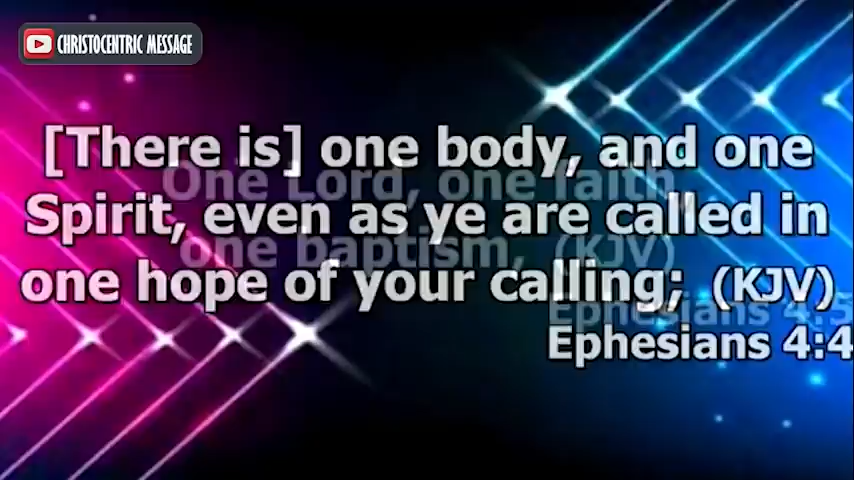 CHRISTOCENTRIC MESSAGE
[There is] one body, and one
One Lord, one faith,
Spirit, even as ye are called in
one baptism, (KJV)
one hope of your calling; (KJV)
Ephesians 4:5
Ephesians 4:4